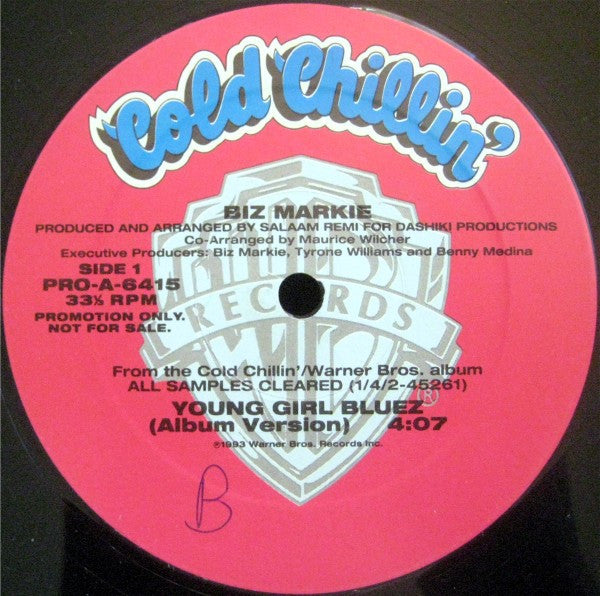 Cold Chillin'
BIZ MARKIE
PRODUCED AND ARRANGED BY SALAAM REMI FOR DASHIKI PRODUCTIONS
Co-Arranged by Maurice Wilcher
Executive Producers: Biz Markie, Tyrone Williams and Benny Medina
SIDE 1
PRO-A-6415
33⅓ RPM
PROMOTION ONLY.
NOT FOR SALE.
RECORDS
From the Cold Chillin'/Warner Bros. album
ALL SAMPLES CLEARED (1/4/2-45261)
®
YOUNG GIRL BLUEZ
(Album Version) 4:07
℗1993 Warner Bros. Records Inc.
B